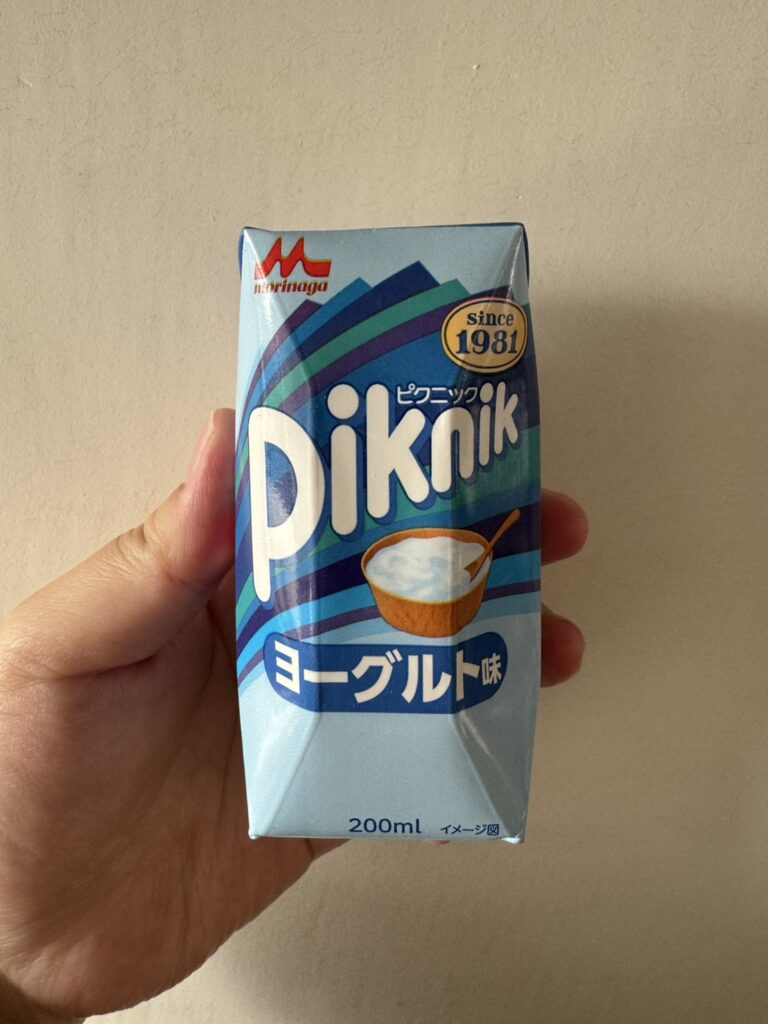 morinaga
since
1981
ピクニック
piknik
ヨーグルト味
200ml イメージ図